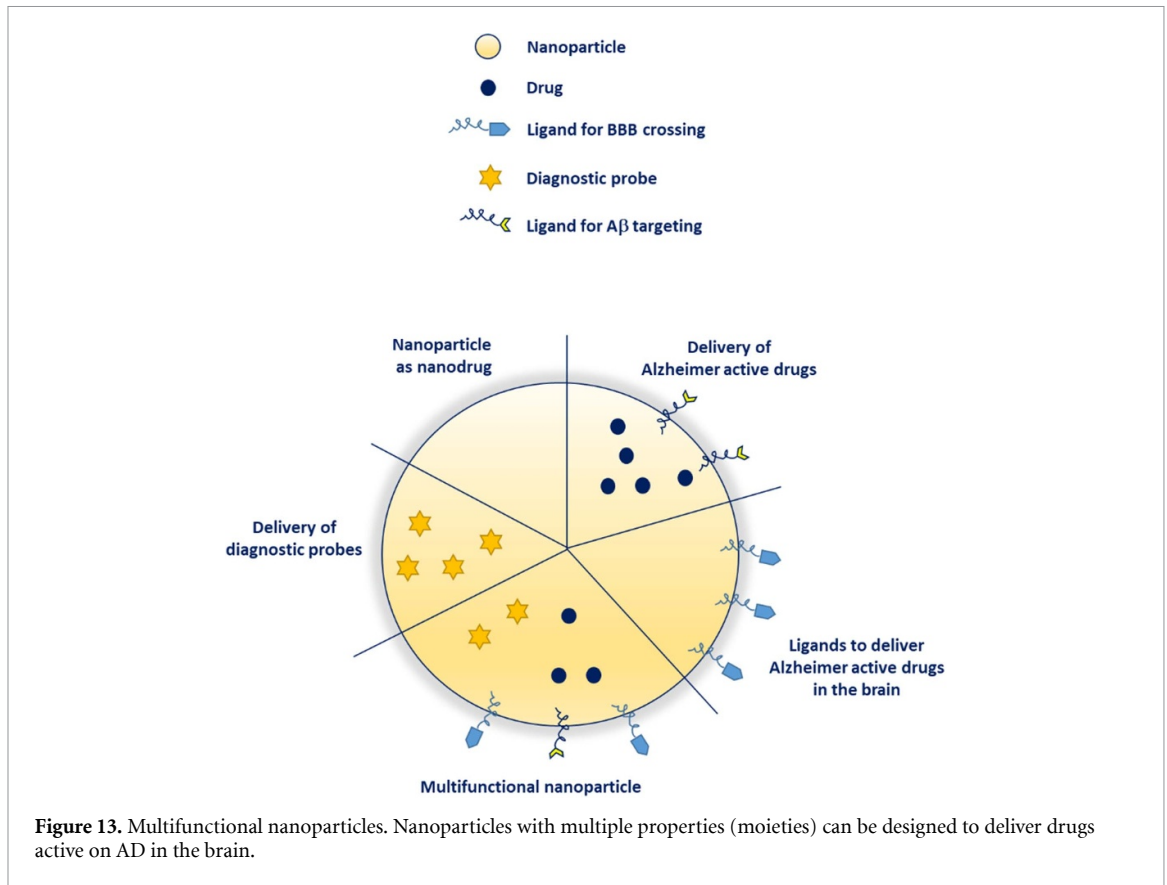 Nanoparticle
Drug
Ligand for BBB crossing
Diagnostic probe
Ligand for Aβ targeting
Nanoparticle
as nanodrug
Delivery of
Alzheimer active drugs
Delivery of
diagnostic probes
Ligands to deliver
Alzheimer active drugs
in the brain
Multifunctional nanoparticle
Figure 13. Multifunctional nanoparticles. Nanoparticles with multiple properties (moieties) can be designed to deliver drugs
active on AD in the brain.